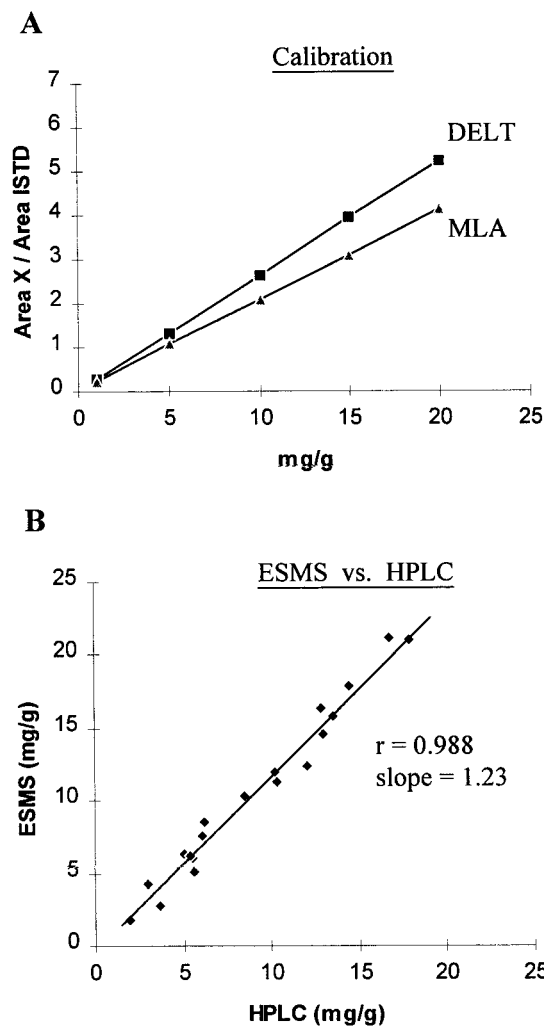 A
Calibration
7
6
5
4
3
2
1
0
Area X / Area ISTD
DELT
MLA
0 5 10 15 20 25
mg/g
B
ESMS vs. HPLC
25
20
15
10
5
0
ESMS (mg/g)
r = 0.988
slope = 1.23
0 5 10 15 20 25
HPLC (mg/g)